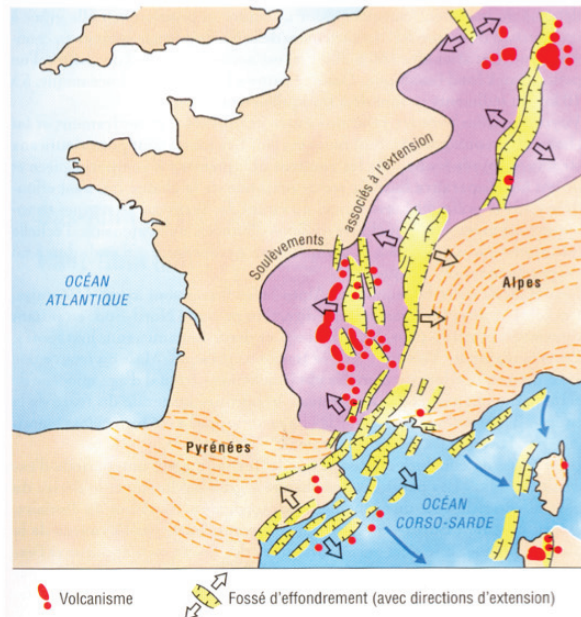 Soulèvements associés à l'extension
OCÉAN
ATLANTIQUE
Alpes
Pyrénées
OCÉAN
CORSO-SARDE
Volcanisme
Fossé d'effondrement (avec directions d'extension)